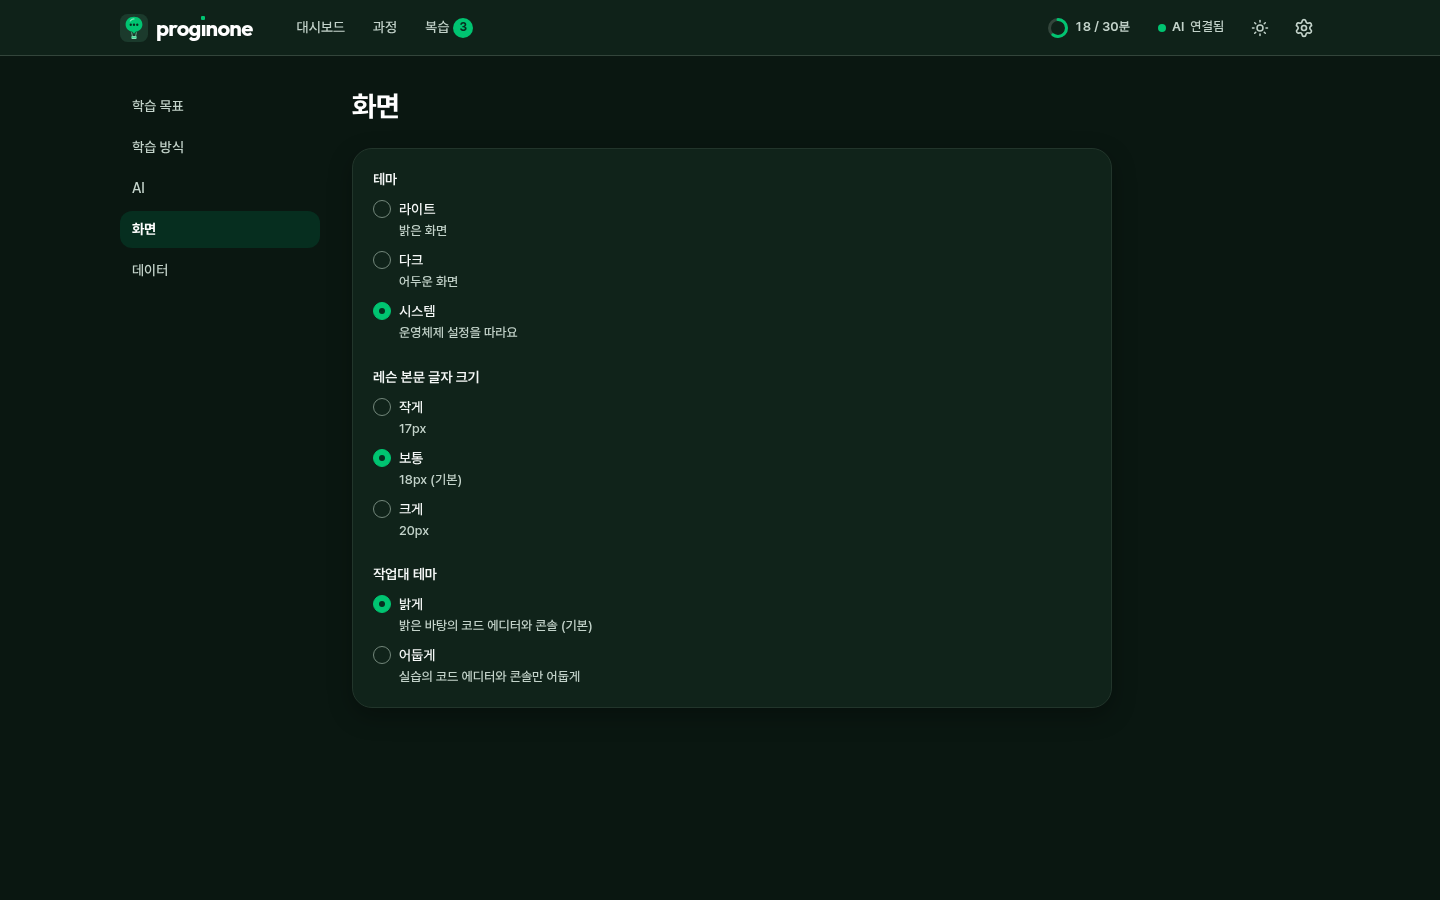 proginone
대시보드
과정
복습 3
18 / 30분
AI 연결됨
학습 목표
학습 방식
AI
화면
데이터
화면
테마
라이트
밝은 화면
다크
어두운 화면
시스템
운영체제 설정을 따라요
레슨 본문 글자 크기
작게
17px
보통
18px (기본)
크게
20px
작업대 테마
밝게
밝은 바탕의 코드 에디터와 콘솔 (기본)
어둡게
실습의 코드 에디터와 콘솔만 어둡게